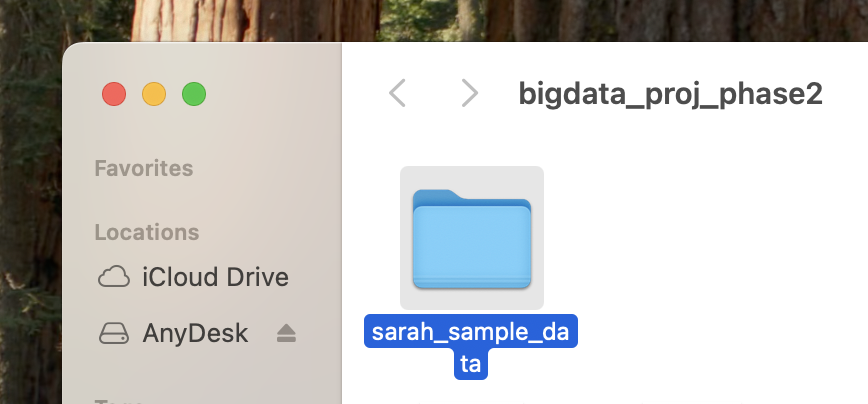 bigdata_proj_phase2
Favorites
Locations
iCloud Drive
AnyDesk
sarah_sample_da
ta